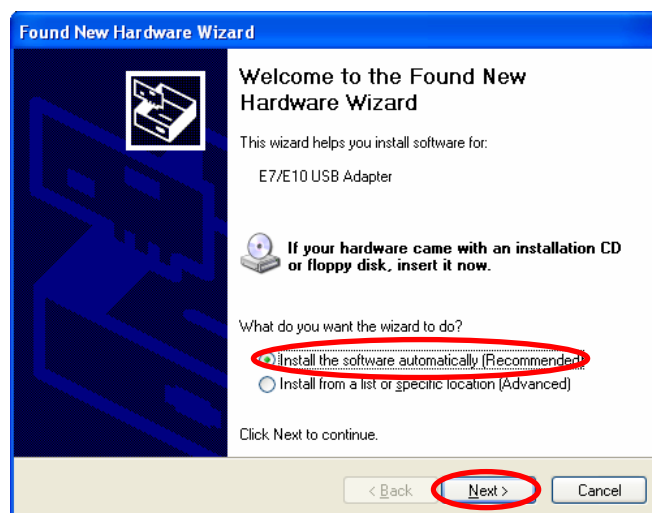 Found New Hardware Wizard
Welcome to the Found New
Hardware Wizard
This wizard helps you install software for:
E7/E10 USB Adapter
If your hardware came with an installation CD
or floppy disk, insert it now.
What do you want the wizard to do?
Install the software automatically (Recommended)
Install from a list or specific location (Advanced)
Click Next to continue.
< Back Next > Cancel